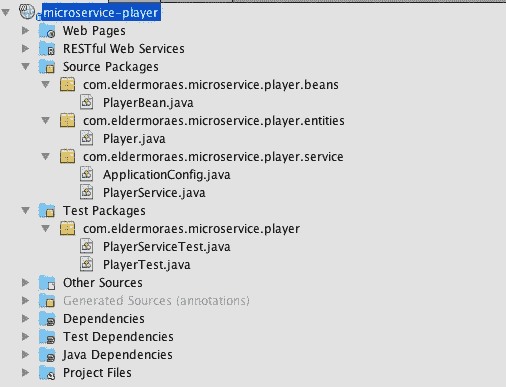 microservice-player
Web Pages
RESTful Web Services
Source Packages
com.eldermoraes.microservice.player.beans
PlayerBean.java
com.eldermoraes.microservice.player.entities
Player.java
com.eldermoraes.microservice.player.service
ApplicationConfig.java
PlayerService.java
Test Packages
com.eldermoraes.microservice.player
PlayerServiceTest.java
PlayerTest.java
Other Sources
Generated Sources (annotations)
Dependencies
Test Dependencies
Java Dependencies
Project Files